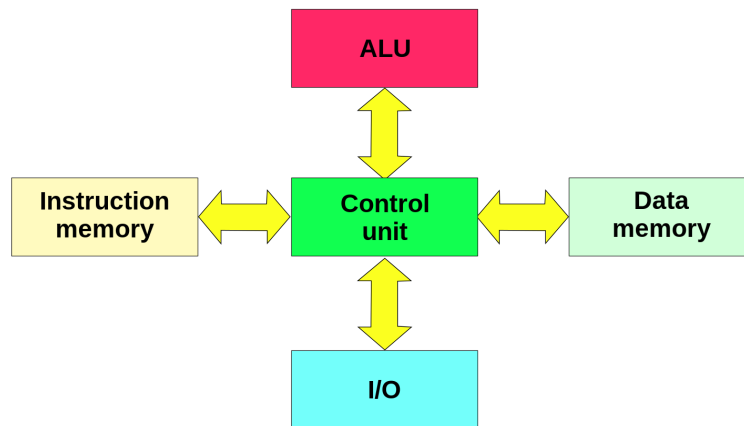 ALU
Instruction
memory
Control
unit
Data
memory
I/O